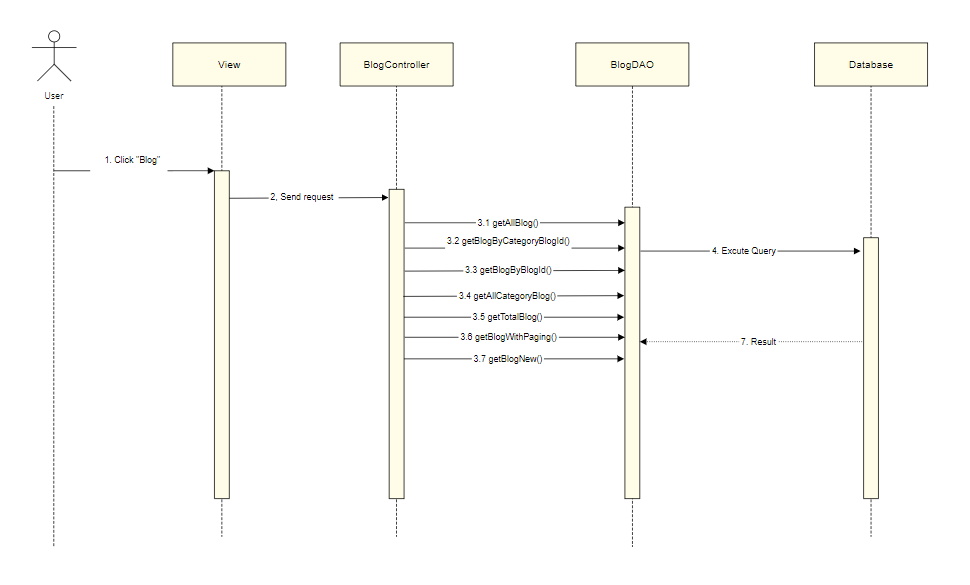 User
View
BlogController
BlogDAO
Database
1. Click "Blog"
2, Send request
3.1 getAllBlog()
3.2 getBlogByCategoryBlogId()
4. Excute Query
3.3 getBlogByBlogId()
3.4 getAllCategoryBlog()
3.5 getTotalBlog()
3.6 getBlogWithPaging()
7. Result
3.7 getBlogNew()